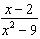 x − 2
x² − 9